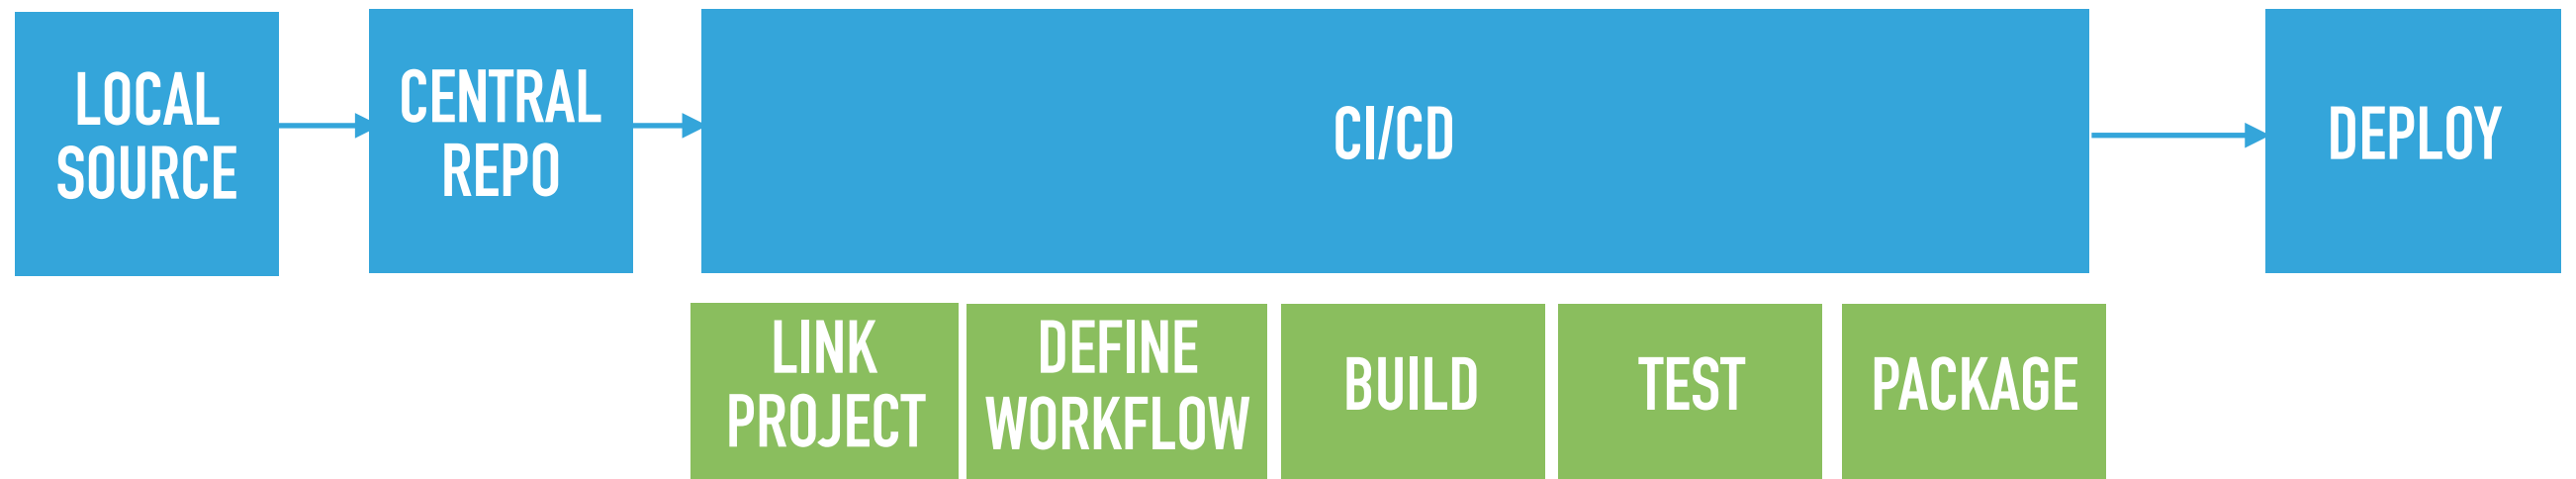 LOCAL
SOURCE
CENTRAL
REPO
CI/CD
DEPLOY
LINK
PROJECT
DEFINE
WORKFLOW
BUILD
TEST
PACKAGE